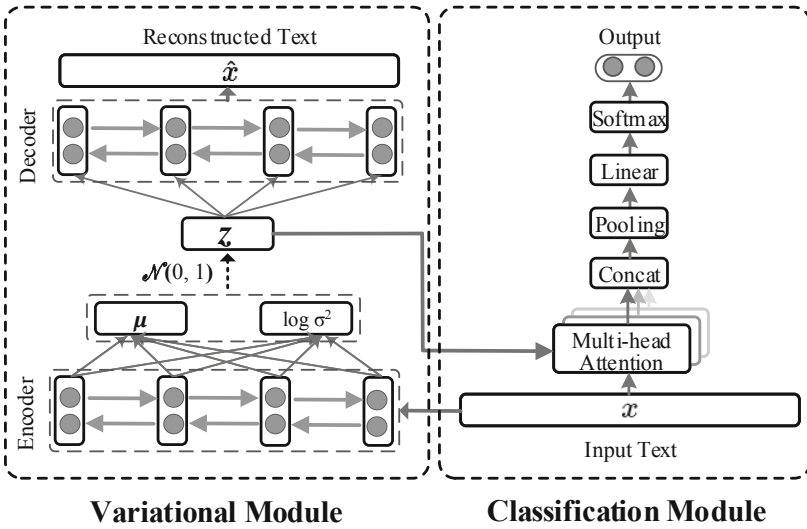 Reconstructed Text
x̂
Decoder
z
𝒩(0, 1)
μ
log σ²
Encoder
Variational Module
Output
Softmax
Linear
Pooling
Concat
Multi-head
Attention
x
Input Text
Classification Module